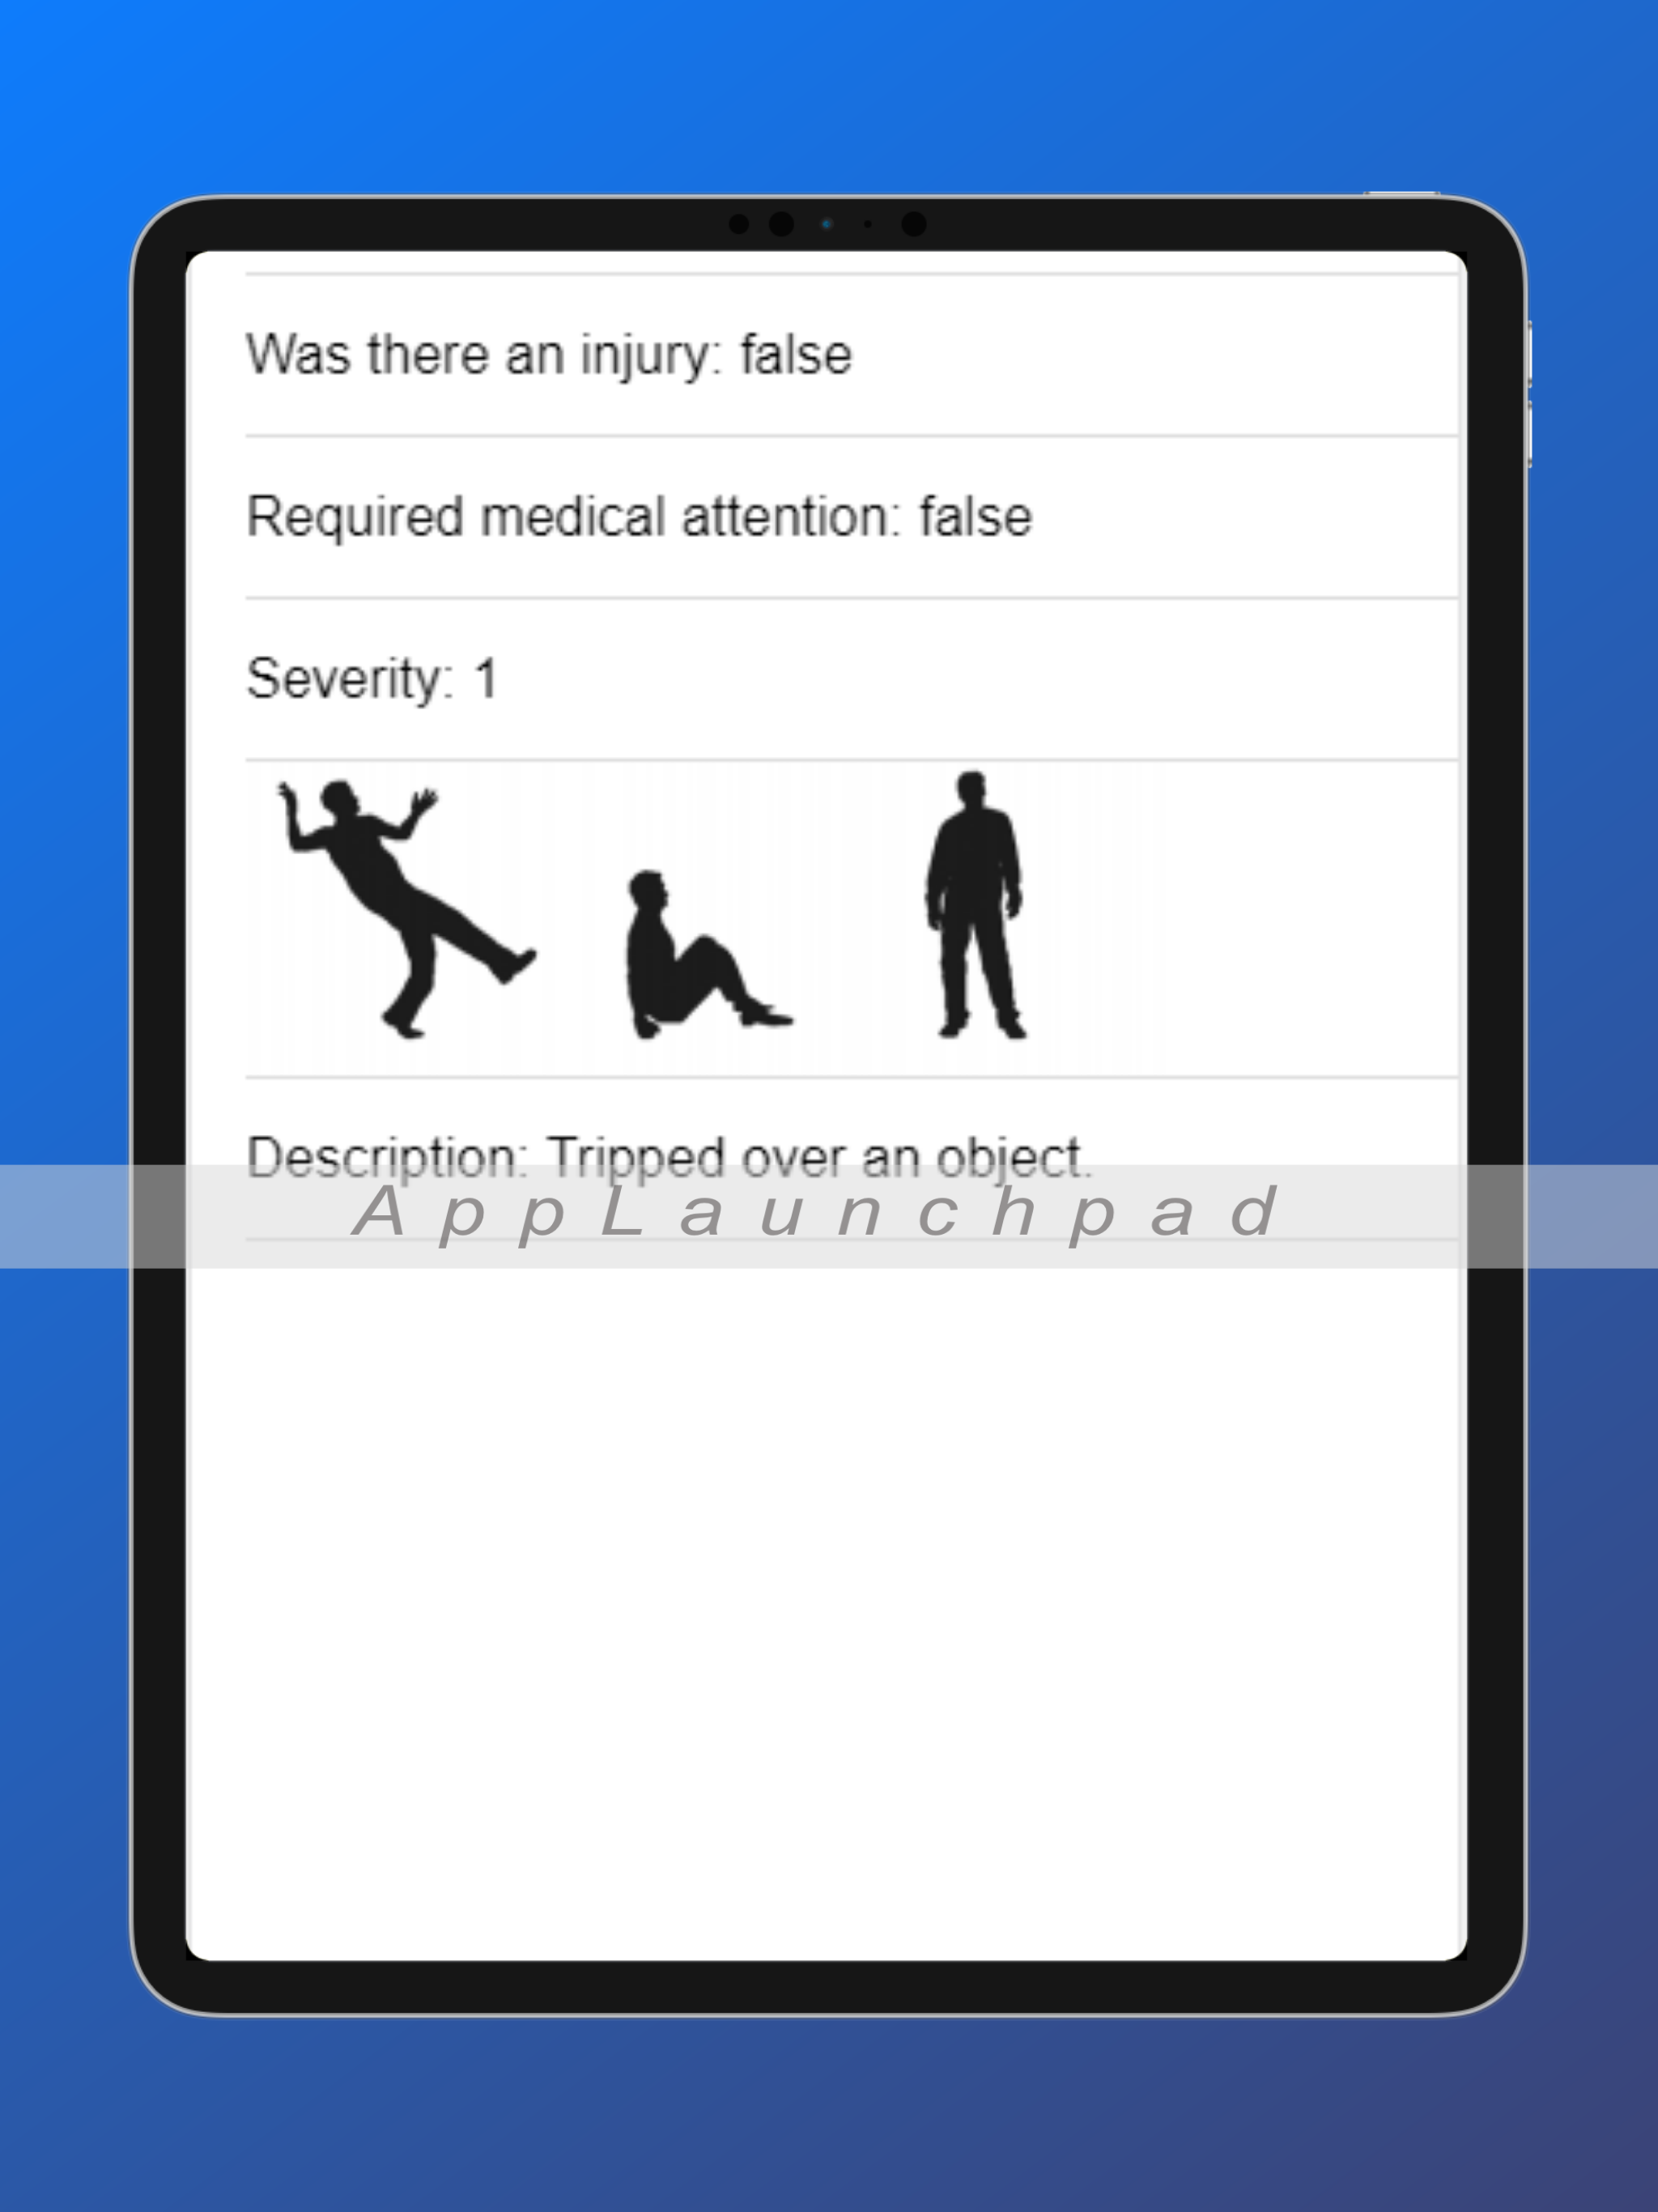 Was there an injury: false
Required medical attention: false
Severity: 1
Description: Tripped over an object.
AppLaunchpad